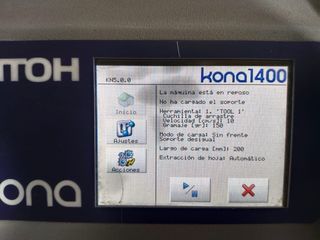 ITOH
KN5.0.0
kona1400
La máquina está en reposo
No ha cargado el soporte
Inicio
Herramienta 1. "TOOL 1"
Cuchilla de arrastre
Velocidad [cm/s] 10
Gramaje [g]: 150
Ajustes
Modo de carga: Sin frente
Soporte desigual
Largo de carga [mm]: 200
Acciones
Extracción de hoja: Automático
ona